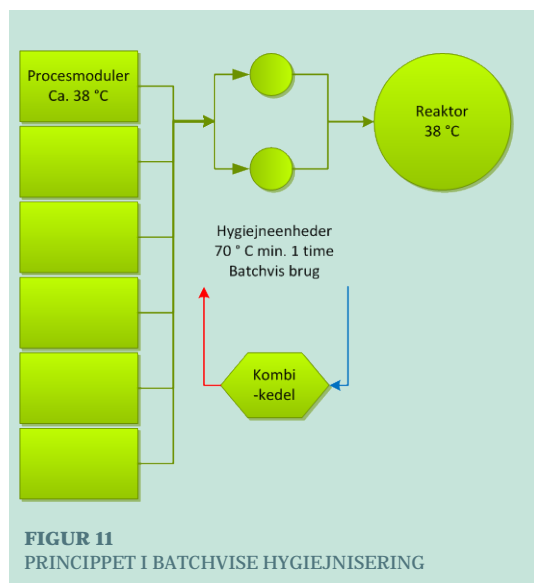 Procesmoduler
Ca. 38 °C
Reaktor
38 °C
Hygiejneenheder
70 ° C min. 1 time
Batchvis brug
Kombi
-kedel
FIGUR 11
PRINCIPPET I BATCHVISE HYGIEJNISERING